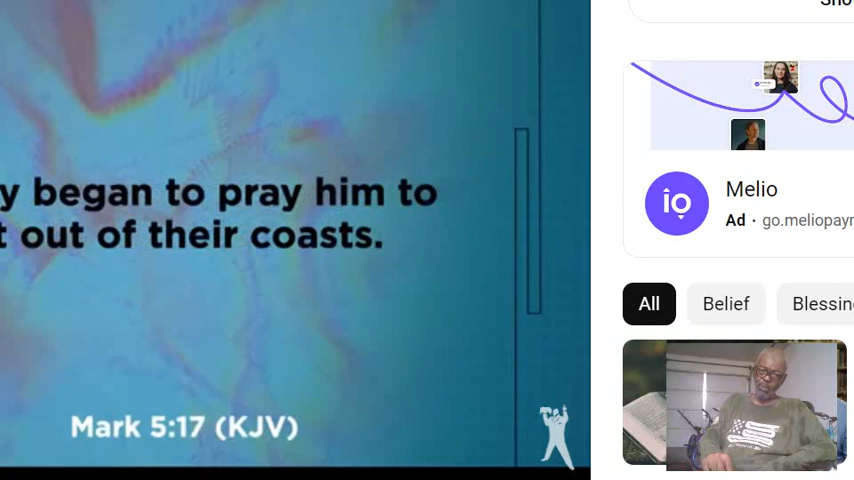 y began to pray him to
t out of their coasts.
Mark 5:17 (KJV)
Melio
Ad · go.meliopayr
All
Belief
Blessin